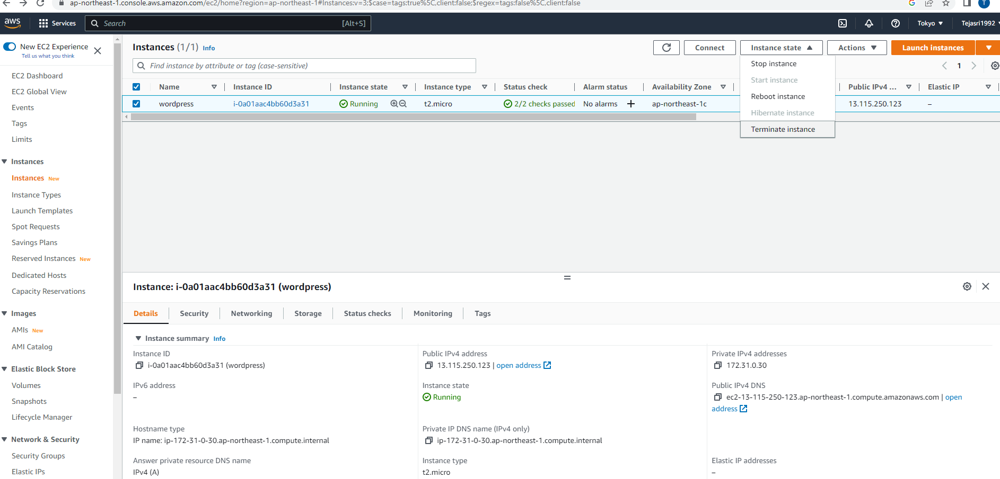 ap-northeast-1.console.aws.amazon.com/ec2/home?region=ap-northeast-1#Instances:v=3;$case=tags:true%5C,client:false;$regex=tags:false%5C,client:false
T
aws Services Search [Alt+S] Tokyo Tejasri1992
New EC2 Experience
Tell us what you think
EC2 Dashboard
EC2 Global View
Events
Tags
Limits
Instances
Instances New
Instance Types
Launch Templates
Spot Requests
Savings Plans
Reserved Instances New
Dedicated Hosts
Capacity Reservations
Images
AMIs New
AMI Catalog
Elastic Block Store
Volumes
Snapshots
Lifecycle Manager
Network & Security
Security Groups
Elastic IPs
Instances (1/1) Info
Connect Instance state Actions Launch instances
Find instance by attribute or tag (case-sensitive)
1
Stop instance
Start instance
Reboot instance
Hibernate instance
Terminate instance
Name Instance ID Instance state Instance type Status check Alarm status Availability Zone Public IPv4 ... Elastic IP
wordpress i-0a01aac4bb60d3a31 Running t2.micro 2/2 checks passed No alarms + ap-northeast-1c 13.115.250.123 –
Instance: i-0a01aac4bb60d3a31 (wordpress)
Details Security Networking Storage Status checks Monitoring Tags
Instance summary Info
Instance ID
i-0a01aac4bb60d3a31 (wordpress)
Public IPv4 address
13.115.250.123 | open address
Private IPv4 addresses
172.31.0.30
IPv6 address
–
Instance state
Running
Public IPv4 DNS
ec2-13-115-250-123.ap-northeast-1.compute.amazonaws.com | open
address
Hostname type
IP name: ip-172-31-0-30.ap-northeast-1.compute.internal
Private IP DNS name (IPv4 only)
ip-172-31-0-30.ap-northeast-1.compute.internal
Answer private resource DNS name
IPv4 (A)
Instance type
t2.micro
Elastic IP addresses
–